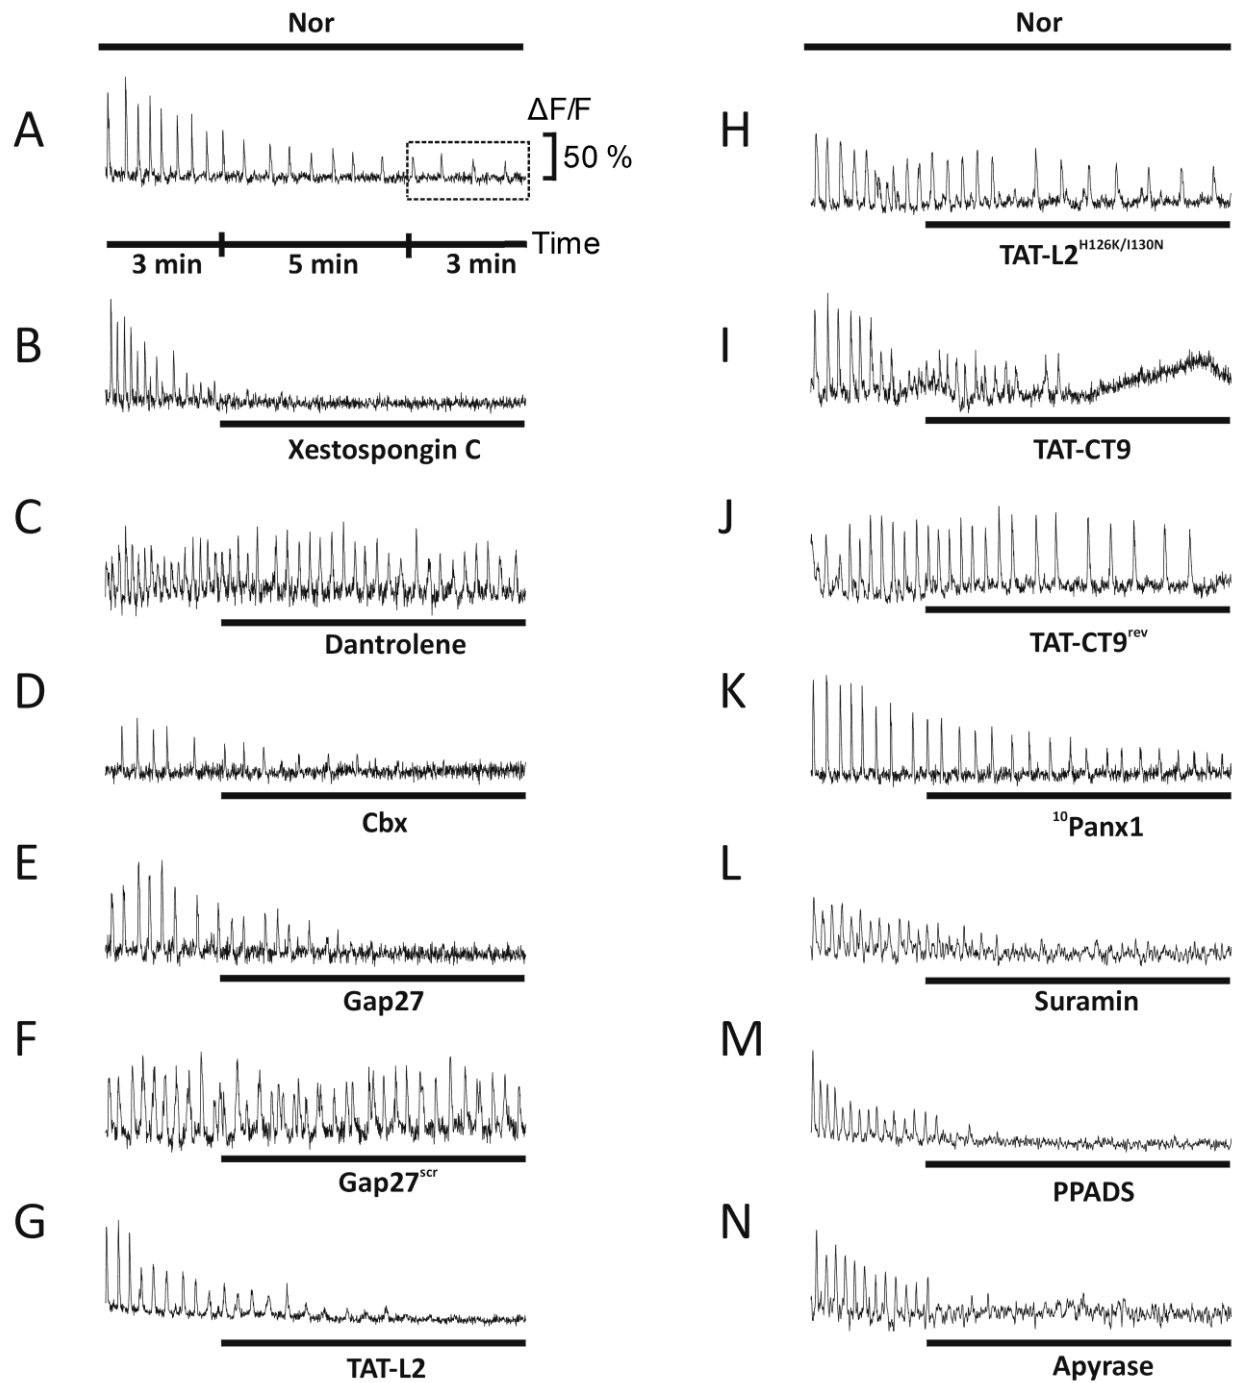 Nor
A
ΔF/F
50 %
Time
3 min
5 min
3 min
B
Xestospongin C
C
Dantrolene
D
Cbx
E
Gap27
F
Gap27scr
G
TAT-L2
Nor
H
TAT-L2H126K/I130N
I
TAT-CT9
J
TAT-CT9rev
K
10Panx1
L
Suramin
M
PPADS
N
Apyrase